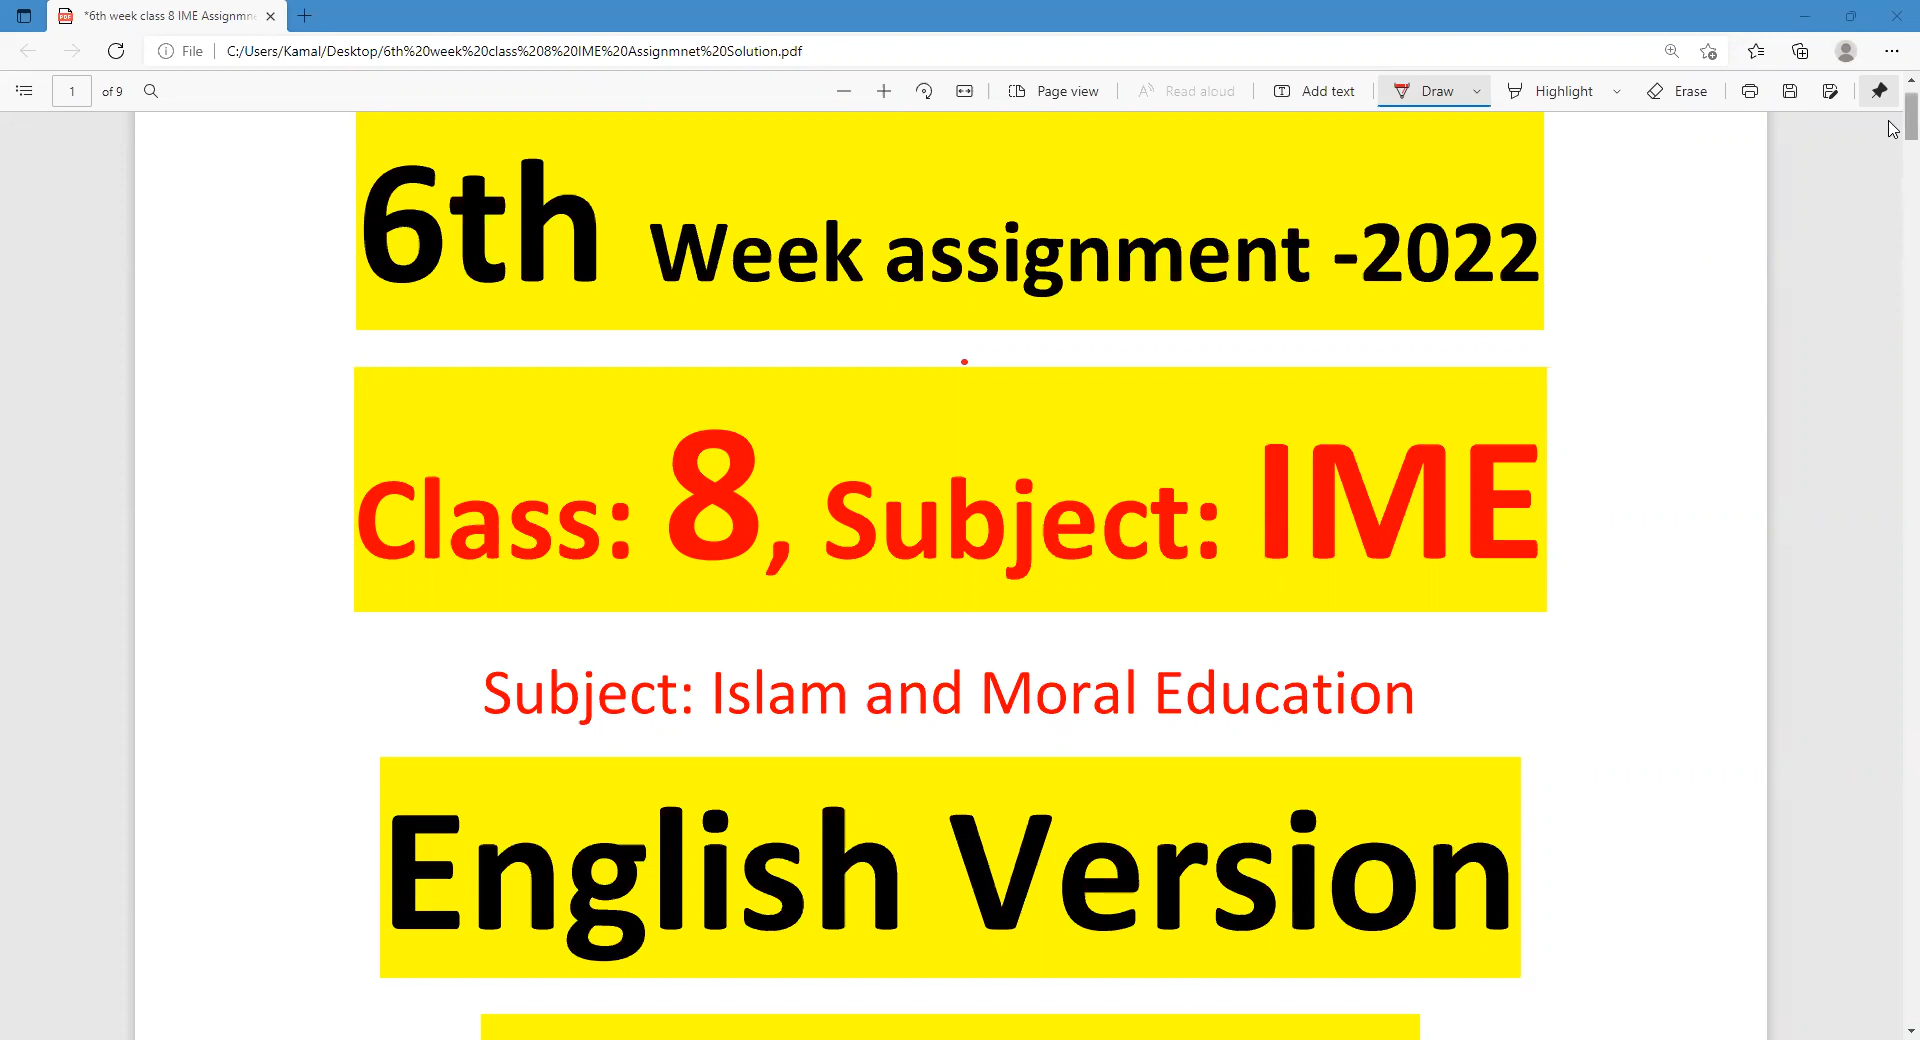 *6th week class 8 IME Assignmne
File
C:/Users/Kamal/Desktop/6th%20week%20class%208%20IME%20Assignmnet%20Solution.pdf
1 of 9
Page view
Read aloud
Add text
Draw
Highlight
Erase
6th Week assignment -2022
Class: 8, Subject: IME
Subject: Islam and Moral Education
English Version